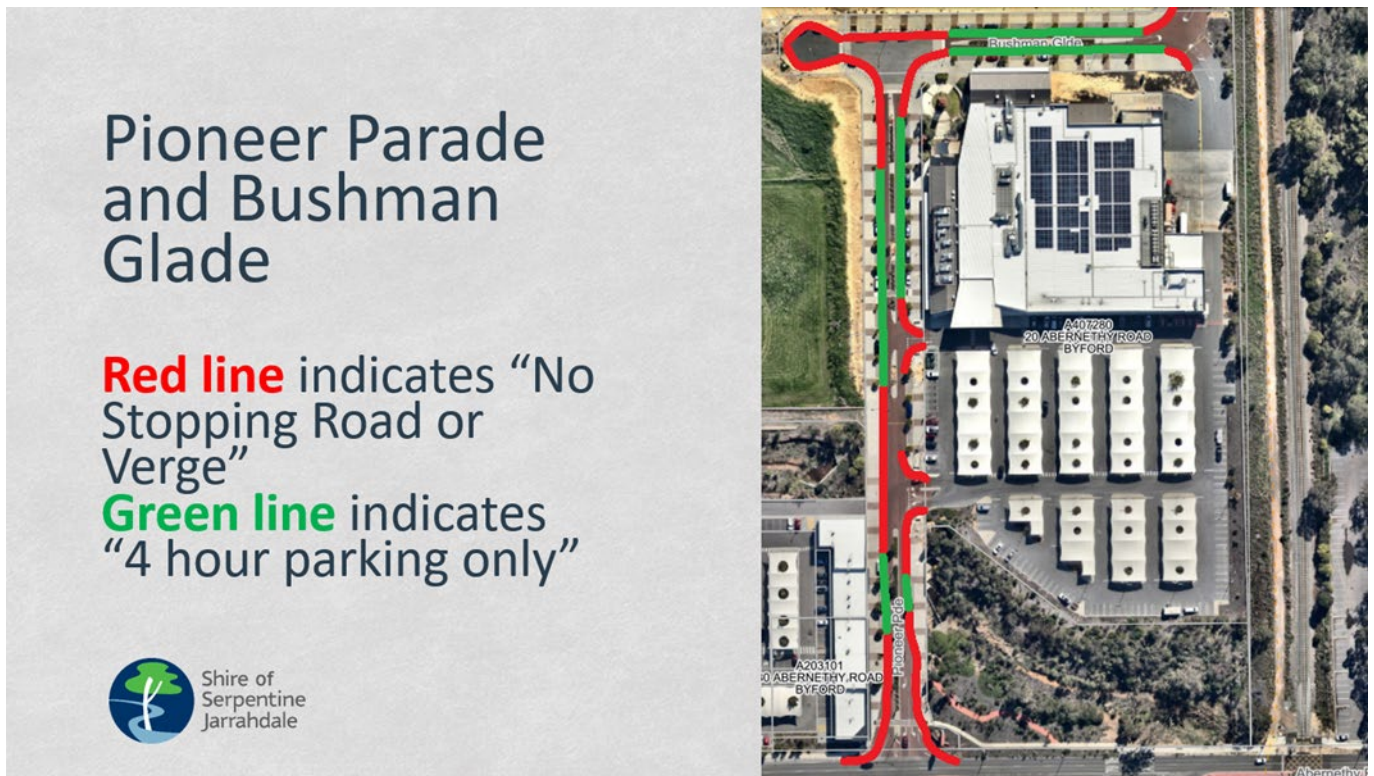 Pioneer Parade
and Bushman
Glade
Red line indicates “No
Stopping Road or
Verge”
Green line indicates
“4 hour parking only”
Shire of
Serpentine
Jarrahdale
Bushman Glde
A407280
20 ABERNETHY ROAD
BYFORD
Pioneer Pde
A203101
ABERNETHY ROAD
BYFORD
Abernethy